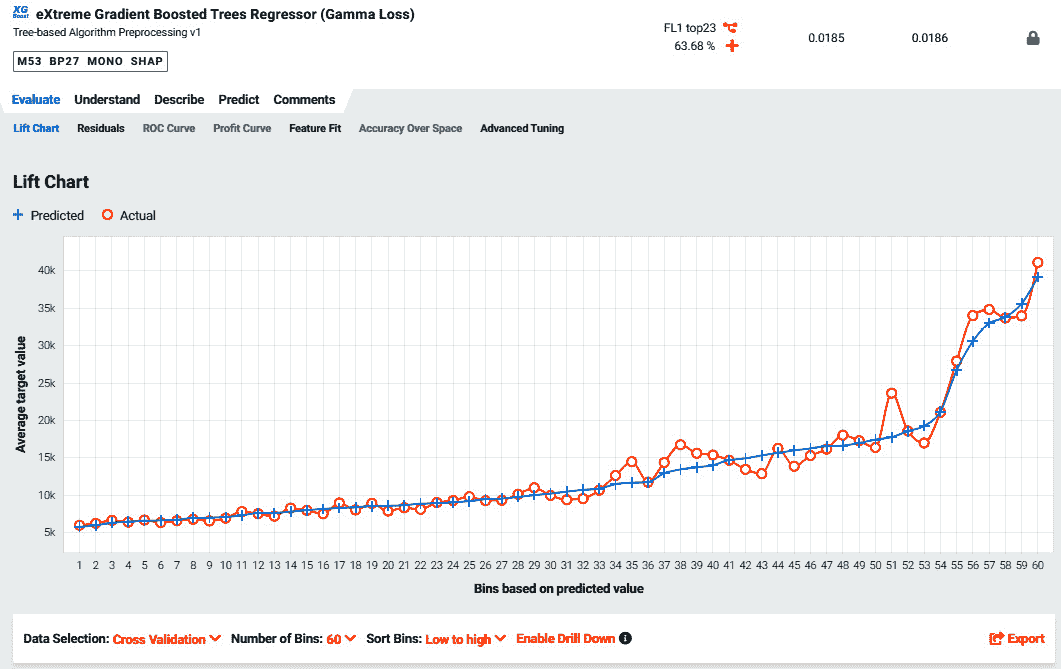 XG Boost eXtreme Gradient Boosted Trees Regressor (Gamma Loss)
Tree-based Algorithm Preprocessing v1
FL1 top23
63.68 %
0.0185
0.0186
M53 BP27 MONO SHAP
Evaluate Understand Describe Predict Comments
Lift Chart Residuals ROC Curve Profit Curve Feature Fit Accuracy Over Space Advanced Tuning
Lift Chart
Predicted Actual
Average target value
40k
35k
30k
25k
20k
15k
10k
5k
1 2 3 4 5 6 7 8 9 10 11 12 13 14 15 16 17 18 19 20 21 22 23 24 25 26 27 28 29 30 31 32 33 34 35 36 37 38 39 40 41 42 43 44 45 46 47 48 49 50 51 52 53 54 55 56 57 58 59 60
Bins based on predicted value
Data Selection: Cross Validation Number of Bins: 60 Sort Bins: Low to high Enable Drill Down Export